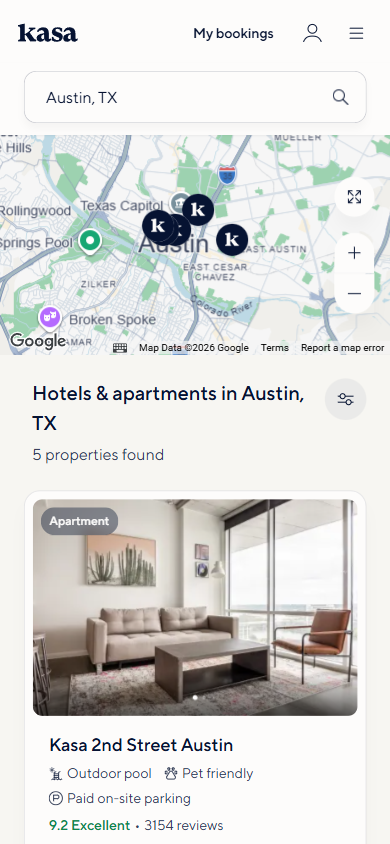 kasa
My bookings
Austin, TX
MUELLER
e Hills
Texas Capitol
Rollingwood
Springs Pool
Austin
EAST AUSTIN
EAST CESAR
CHAVEZ
ZILKER
Colorado River
Broken Spoke
Google
AMAR
Map Data ©2026 Google
Terms
Report a map error
Hotels & apartments in Austin,
TX
5 properties found
Apartment
Kasa 2nd Street Austin
Outdoor pool
Pet friendly
Paid on-site parking
9.2 Excellent • 3154 reviews